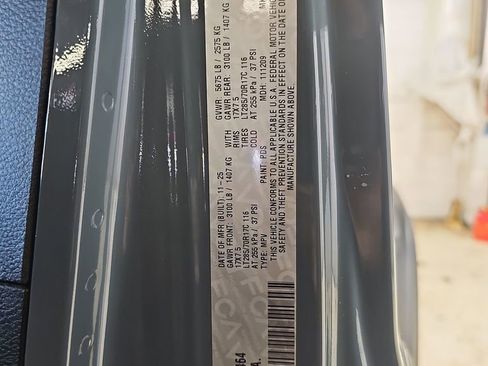 DATE OF MFR (BUILT): 11-25 GVWR: 5675 LB / 2575 KG
GAWR FRONT: 3100 LB / 1407 KG WITH GAWR REAR: 3100 LB / 1407 KG
17X7.5 RIMS 17X7.5
LT285/70R17C 116 TIRES LT285/70R17C 116
AT 255 kPa / 37 PSI COLD AT 255 kPa / 37 PSI
TYPE: MPV PAINT: PDS MDH: 111209
THIS VEHICLE CONFORMS TO ALL APPLICABLE U.S.A. FEDERAL MOTOR VEHICLE
SAFETY AND THEFT PREVENTION STANDARDS IN EFFECT ON THE DATE OF
MANUFACTURE SHOWN ABOVE.